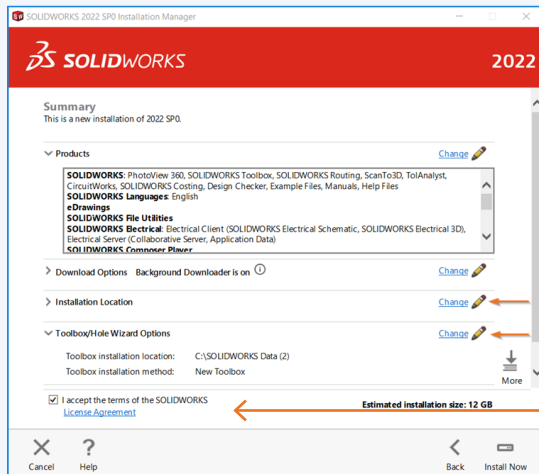 SOLIDWORKS 2022 SP0 Installation Manager
SOLIDWORKS 2022
Summary
This is a new installation of 2022 SP0.
Products Change
SOLIDWORKS: PhotoView 360, SOLIDWORKS Toolbox, SOLIDWORKS Routing, ScanTo3D, TolAnalyst,
CircuitWorks, SOLIDWORKS Costing, Design Checker, Example Files, Manuals, Help Files
SOLIDWORKS Languages: English
eDrawings
SOLIDWORKS File Utilities
SOLIDWORKS Electrical: Electrical Client (SOLIDWORKS Electrical Schematic, SOLIDWORKS Electrical 3D),
Electrical Server (Collaborative Server, Application Data)
SOLIDWORKS Composer Player
Download Options Background Downloader is on Change
Installation Location Change
Toolbox/Hole Wizard Options Change
Toolbox installation location: C:\SOLIDWORKS Data (2)
Toolbox installation method: New Toolbox
More
I accept the terms of the SOLIDWORKS
License Agreement
Estimated installation size: 12 GB
Cancel Help Back Install Now